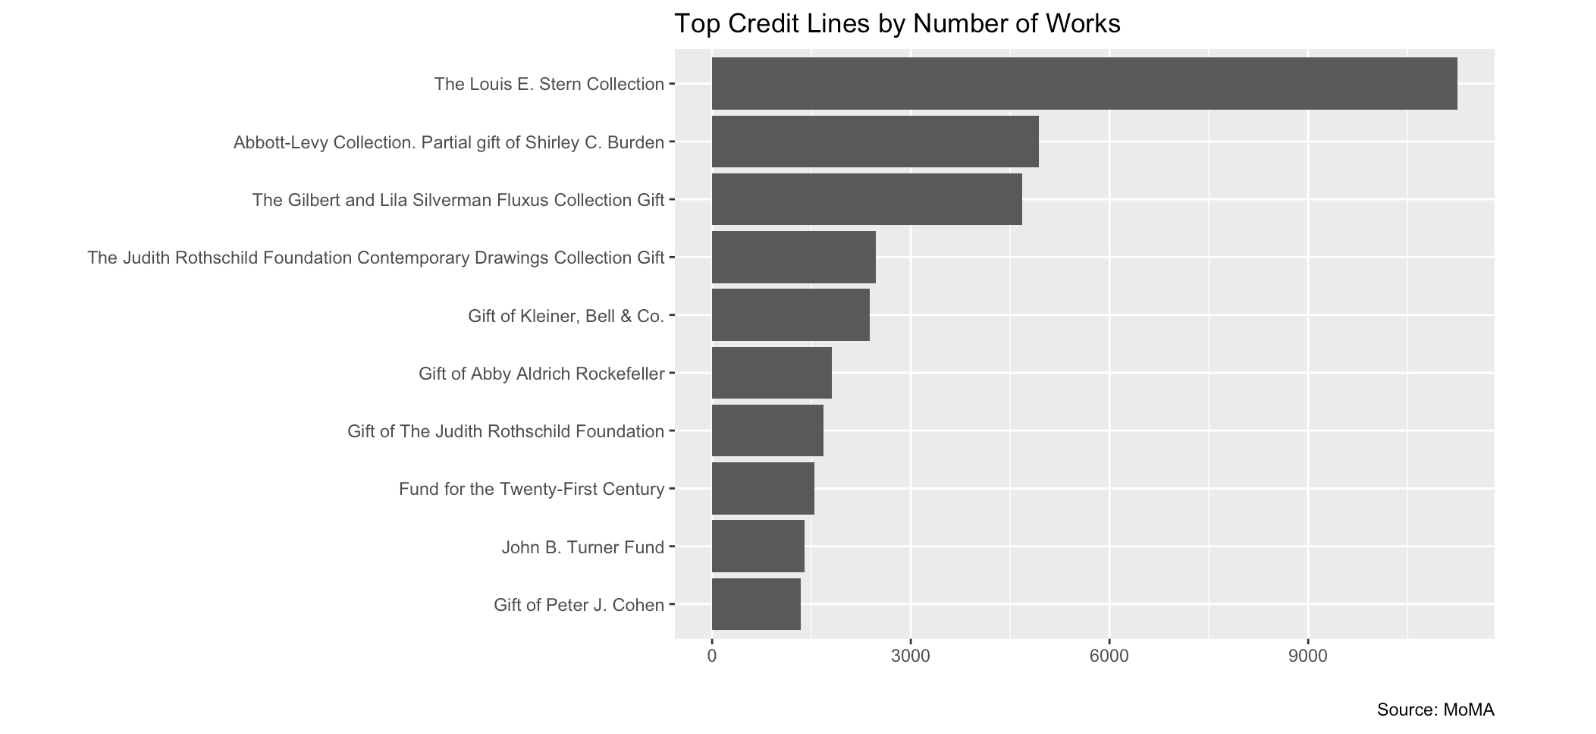 Top Credit Lines by Number of Works
The Louis E. Stern Collection
Abbott-Levy Collection. Partial gift of Shirley C. Burden
The Gilbert and Lila Silverman Fluxus Collection Gift
The Judith Rothschild Foundation Contemporary Drawings Collection Gift
Gift of Kleiner, Bell & Co.
Gift of Abby Aldrich Rockefeller
Gift of The Judith Rothschild Foundation
Fund for the Twenty-First Century
John B. Turner Fund
Gift of Peter J. Cohen
0 3000 6000 9000
Source: MoMA